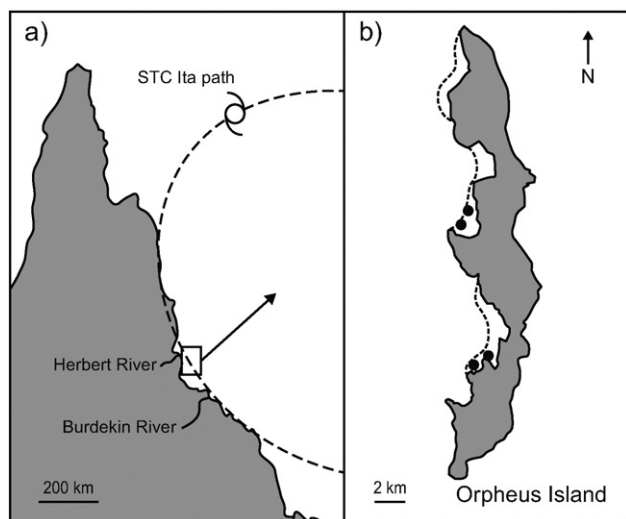 a)
STC Ita path
Herbert River
Burdekin River
200 km
b)
N
2 km
Orpheus Island